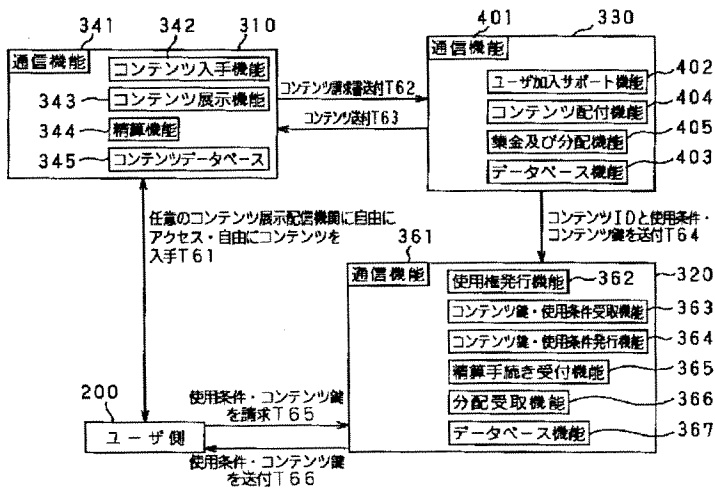 341
342
310
通信機能
コンテンツ入手機能
343
コンテンツ展示機能
344
精算機能
345
コンテンツデータベース
コンテンツ請求書送付T62
コンテンツ送付T63
401
330
通信機能
ユーザ加入サポート機能
402
コンテンツ配付機能
404
集金及び分配機能
405
データベース機能
403
任意のコンテンツ展示配信機関に自由に
アクセス・自由にコンテンツを
入手T61
コンテンツIDと使用条件・
コンテンツ鍵を送付T64
361
通信機能
320
使用権発行機能
362
コンテンツ鍵・使用条件受取機能
363
コンテンツ鍵・使用条件発行機能
364
精算手続き受付機能
365
分配受取機能
366
データベース機能
367
200
ユーザ側
使用条件・コンテンツ鍵
を請求T65
使用条件・コンテンツ鍵
を送付T66